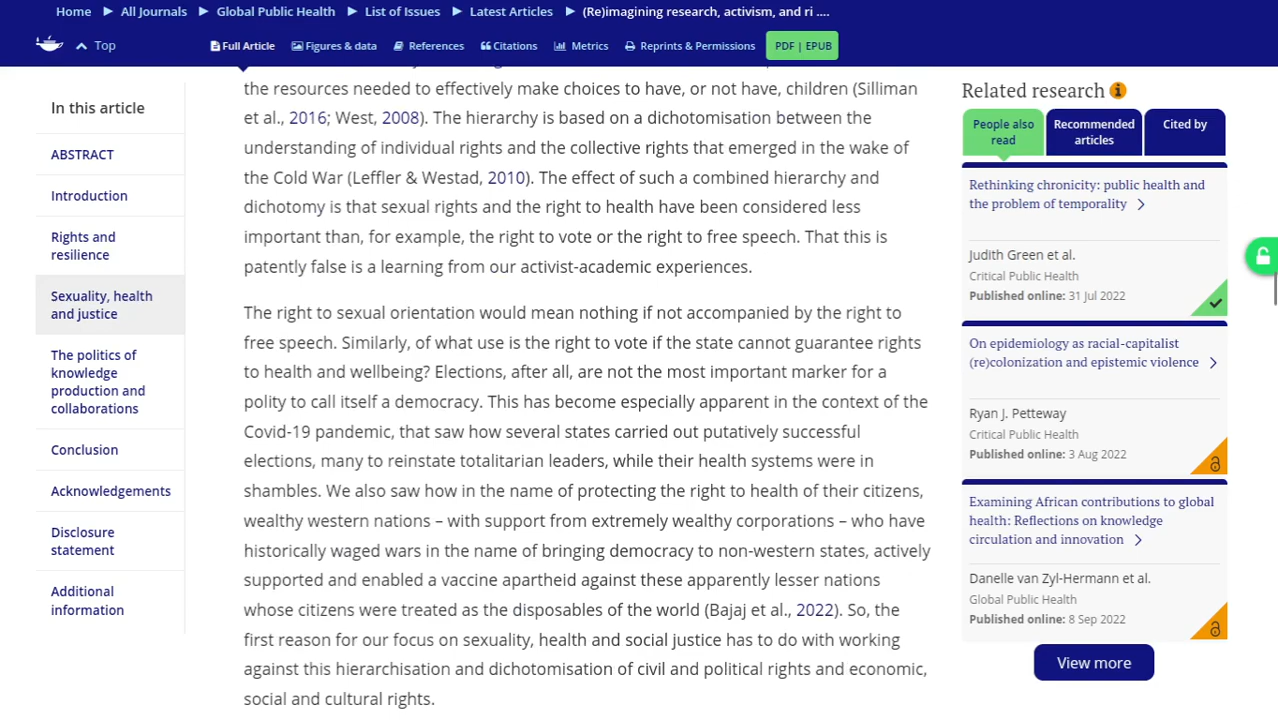 Home ▶ All Journals ▶ Global Public Health ▶ List of Issues ▶ Latest Articles ▶ (Re)imagining research, activism, and ri ....
Top
Full Article Figures & data References Citations Metrics Reprints & Permissions PDF | EPUB
In this article
ABSTRACT
Introduction
Rights and
resilience
Sexuality, health
and justice
The politics of
knowledge
production and
collaborations
Conclusion
Acknowledgements
Disclosure
statement
Additional
information
the resources needed to effectively make choices to have, or not have, children (Silliman
et al., 2016; West, 2008). The hierarchy is based on a dichotomisation between the
understanding of individual rights and the collective rights that emerged in the wake of
the Cold War (Leffler & Westad, 2010). The effect of such a combined hierarchy and
dichotomy is that sexual rights and the right to health have been considered less
important than, for example, the right to vote or the right to free speech. That this is
patently false is a learning from our activist-academic experiences.
The right to sexual orientation would mean nothing if not accompanied by the right to
free speech. Similarly, of what use is the right to vote if the state cannot guarantee rights
to health and wellbeing? Elections, after all, are not the most important marker for a
polity to call itself a democracy. This has become especially apparent in the context of the
Covid-19 pandemic, that saw how several states carried out putatively successful
elections, many to reinstate totalitarian leaders, while their health systems were in
shambles. We also saw how in the name of protecting the right to health of their citizens,
wealthy western nations – with support from extremely wealthy corporations – who have
historically waged wars in the name of bringing democracy to non-western states, actively
supported and enabled a vaccine apartheid against these apparently lesser nations
whose citizens were treated as the disposables of the world (Bajaj et al., 2022). So, the
first reason for our focus on sexuality, health and social justice has to do with working
against this hierarchisation and dichotomisation of civil and political rights and economic,
social and cultural rights.
Related research
People also
read
Recommended
articles
Cited by
Rethinking chronicity: public health and
the problem of temporality
Judith Green et al.
Critical Public Health
Published online: 31 Jul 2022
On epidemiology as racial-capitalist
(re)colonization and epistemic violence
Ryan J. Petteway
Critical Public Health
Published online: 3 Aug 2022
Examining African contributions to global
health: Reflections on knowledge
circulation and innovation
Danelle van Zyl-Hermann et al.
Global Public Health
Published online: 8 Sep 2022
View more